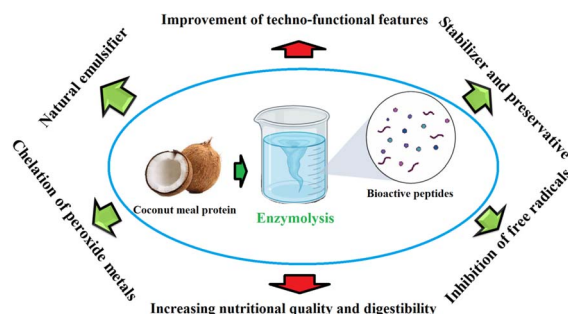 Improvement of techno-functional features
Natural emulsifier
Stabilizer and preservative
Coconut meal protein
Enzymolysis
Bioactive peptides
Chelation of peroxide metals
Inhibition of free radicals
Increasing nutritional quality and digestibility